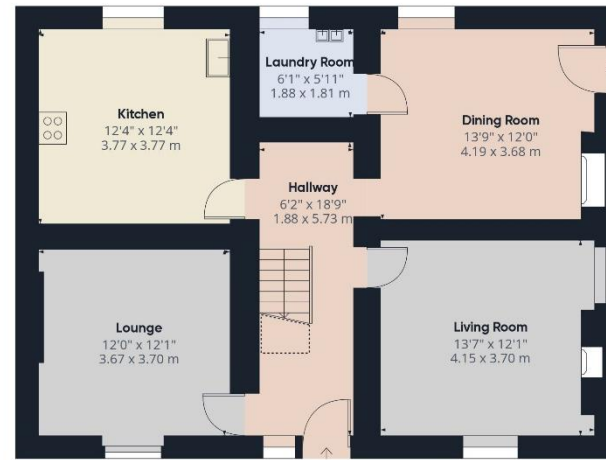 Kitchen
12'4" x 12'4"
3.77 x 3.77 m
Laundry Room
6'1" x 5'11"
1.88 x 1.81 m
Dining Room
13'9" x 12'0"
4.19 x 3.68 m
Hallway
6'2" x 18'9"
1.88 x 5.73 m
Lounge
12'0" x 12'1"
3.67 x 3.70 m
Living Room
13'7" x 12'1"
4.15 x 3.70 m